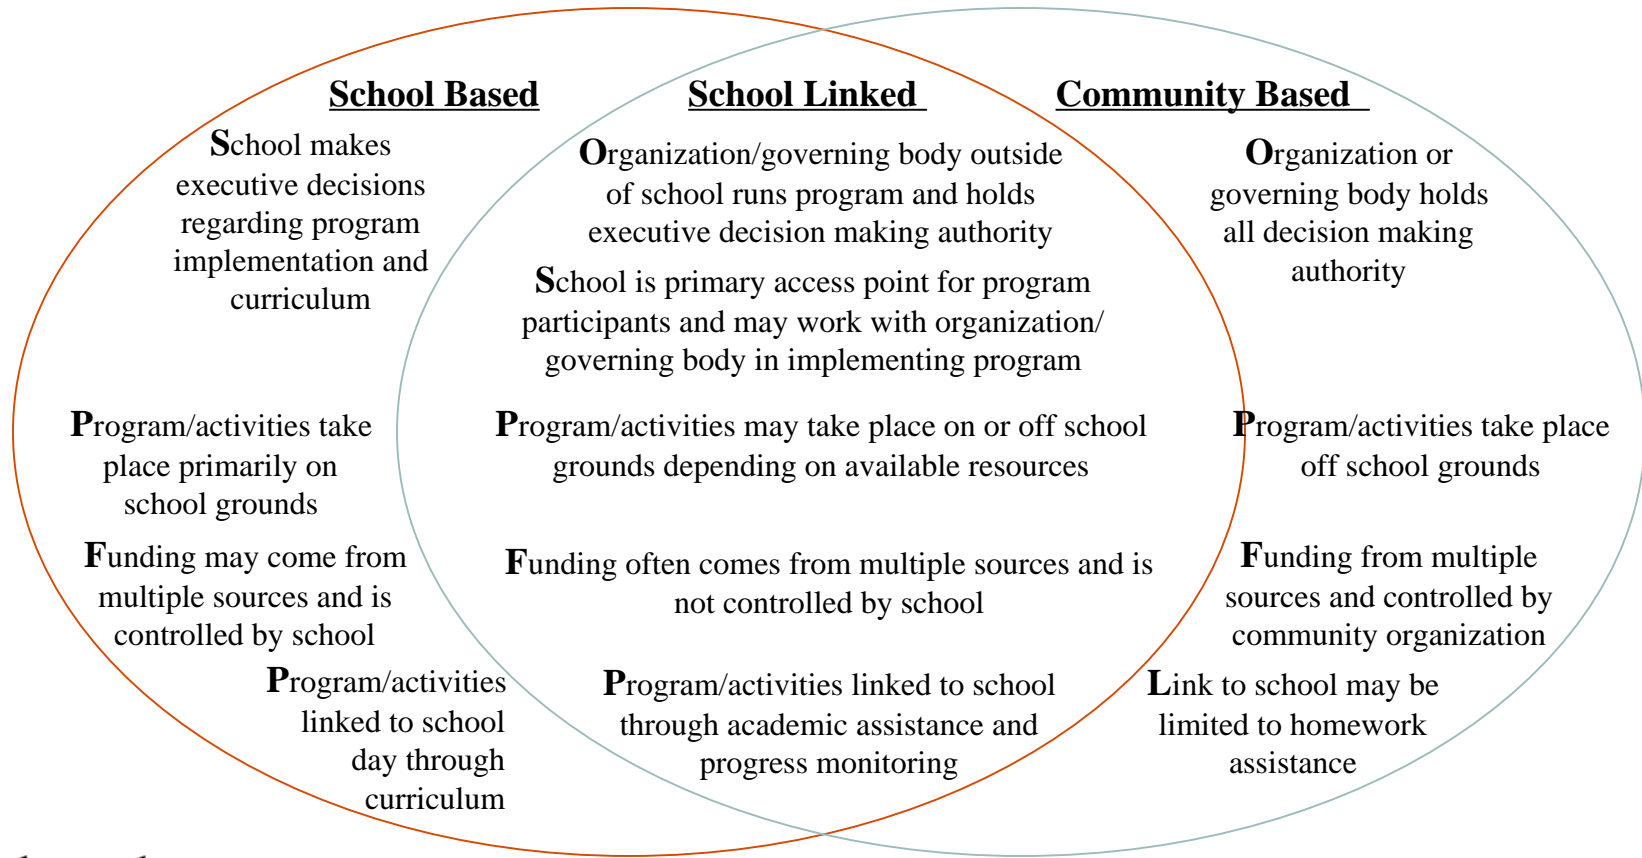 School Based
School Linked
Community Based
School makes
executive decisions
regarding program
implementation and
curriculum
Program/activities take
place primarily on
school grounds
Funding may come from
multiple sources and is
controlled by school
Program/activities
linked to school
day through
curriculum
Organization/governing body outside
of school runs program and holds
executive decision making authority
School is primary access point for program
participants and may work with organization/
governing body in implementing program
Program/activities may take place on or off school
grounds depending on available resources
Funding often comes from multiple sources and is
not controlled by school
Program/activities linked to school
through academic assistance and
progress monitoring
Organization or
governing body holds
all decision making
authority
Program/activities take place
off school grounds
Funding from multiple
sources and controlled by
community organization
Link to school may be
limited to homework
assistance